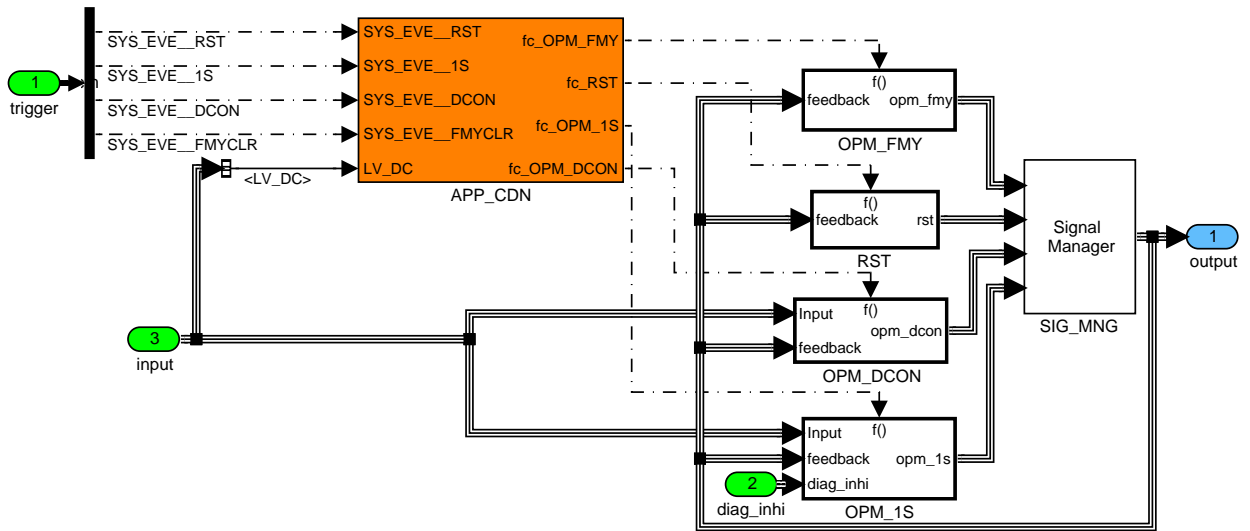 1
trigger
SYS_EVE__RST
SYS_EVE__1S
SYS_EVE__DCON
SYS_EVE__FMYCLR
<LV_DC>
SYS_EVE__RST
SYS_EVE__1S
SYS_EVE__DCON
SYS_EVE__FMYCLR
LV_DC
fc_OPM_FMY
fc_RST
fc_OPM_1S
fc_OPM_DCON
APP_CDN
f()
feedback
opm_fmy
OPM_FMY
f()
feedback
rst
RST
f()
Input
opm_dcon
feedback
OPM_DCON
f()
Input
feedback
opm_1s
diag_inhi
OPM_1S
Signal
Manager
SIG_MNG
1
output
3
input
2
diag_inhi